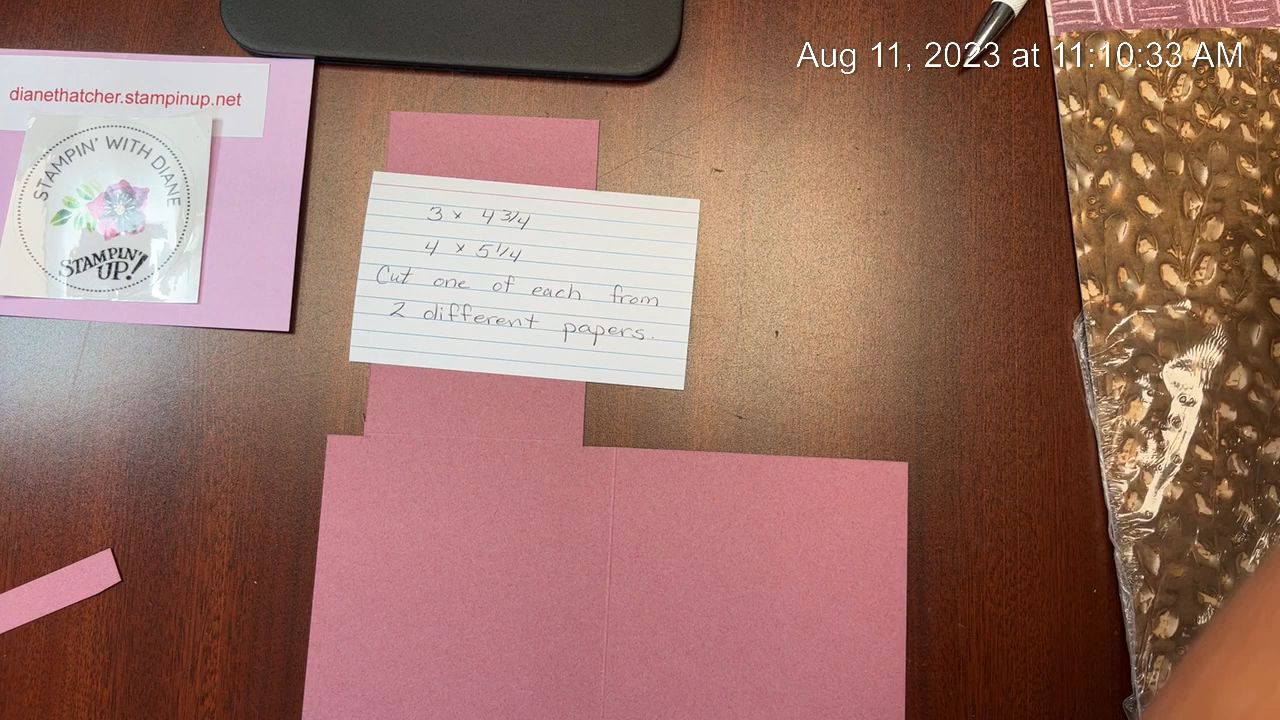 Aug 11, 2023 at 11:10:33 AM
dianethatcher.stampinup.net
STAMPIN' WITH DIANE
STAMPIN'
UP!
3 x 4 3/4
4 x 5 1/4
Cut one of each from
2 different papers.